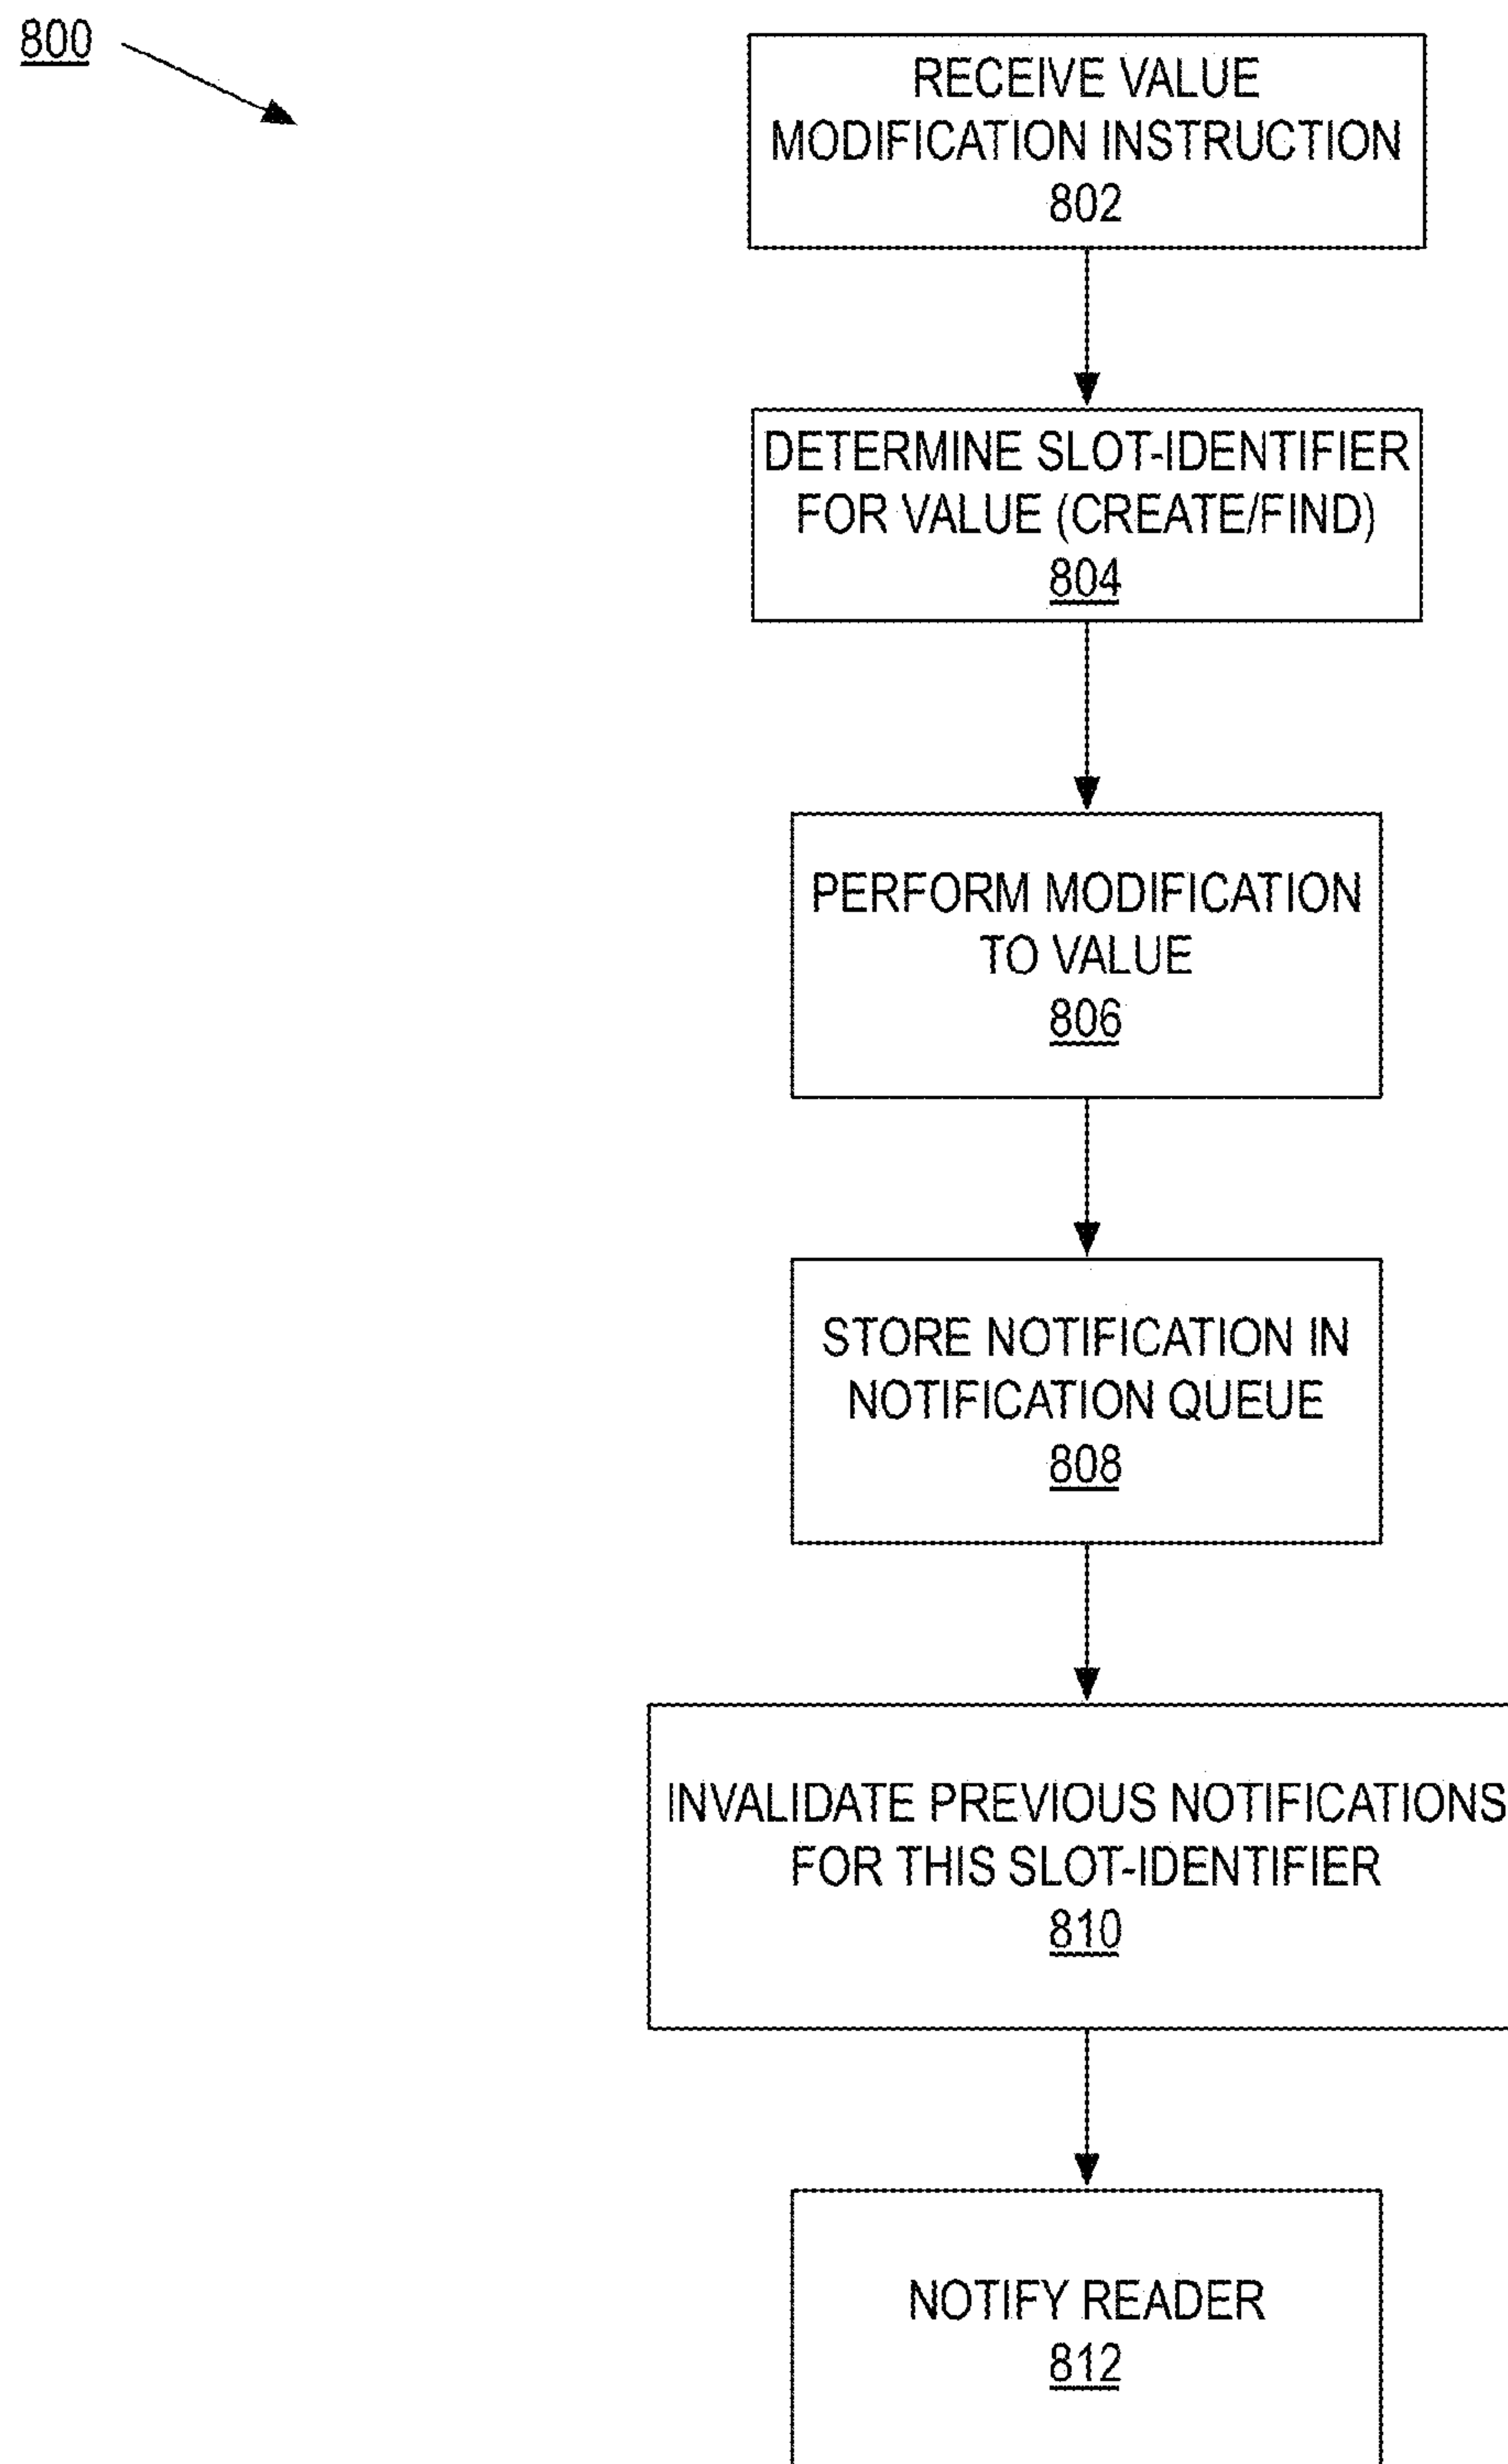 800
RECEIVE VALUE
MODIFICATION INSTRUCTION
802
DETERMINE SLOT-IDENTIFIER
FOR VALUE (CREATE/FIND)
804
PERFORM MODIFICATION
TO VALUE
806
STORE NOTIFICATION IN
NOTIFICATION QUEUE
808
INVALIDATE PREVIOUS NOTIFICATIONS
FOR THIS SLOT-IDENTIFIER
810
NOTIFY READER
812